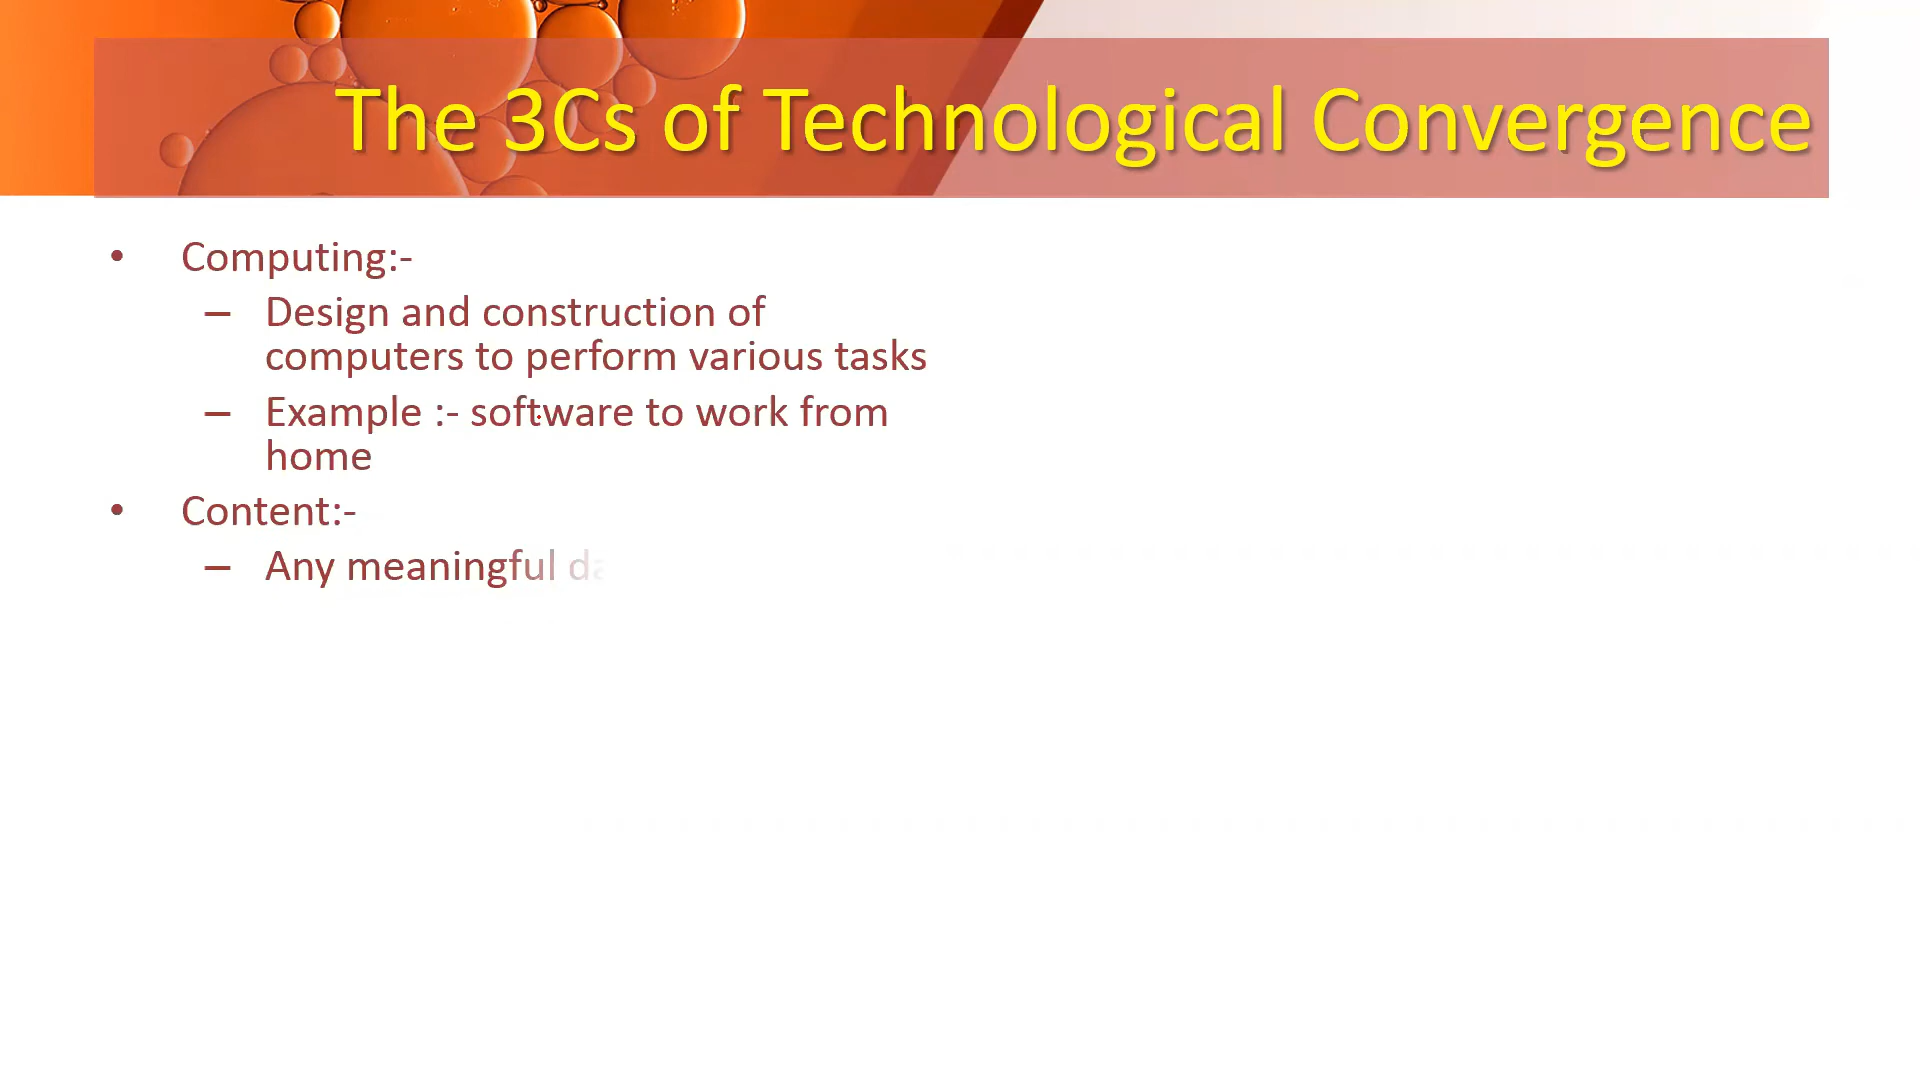 The 3Cs of Technological Convergence
• Computing:-
– Design and construction of
computers to perform various tasks
– Example :- software to work from
home
• Content:-
– Any meaningful